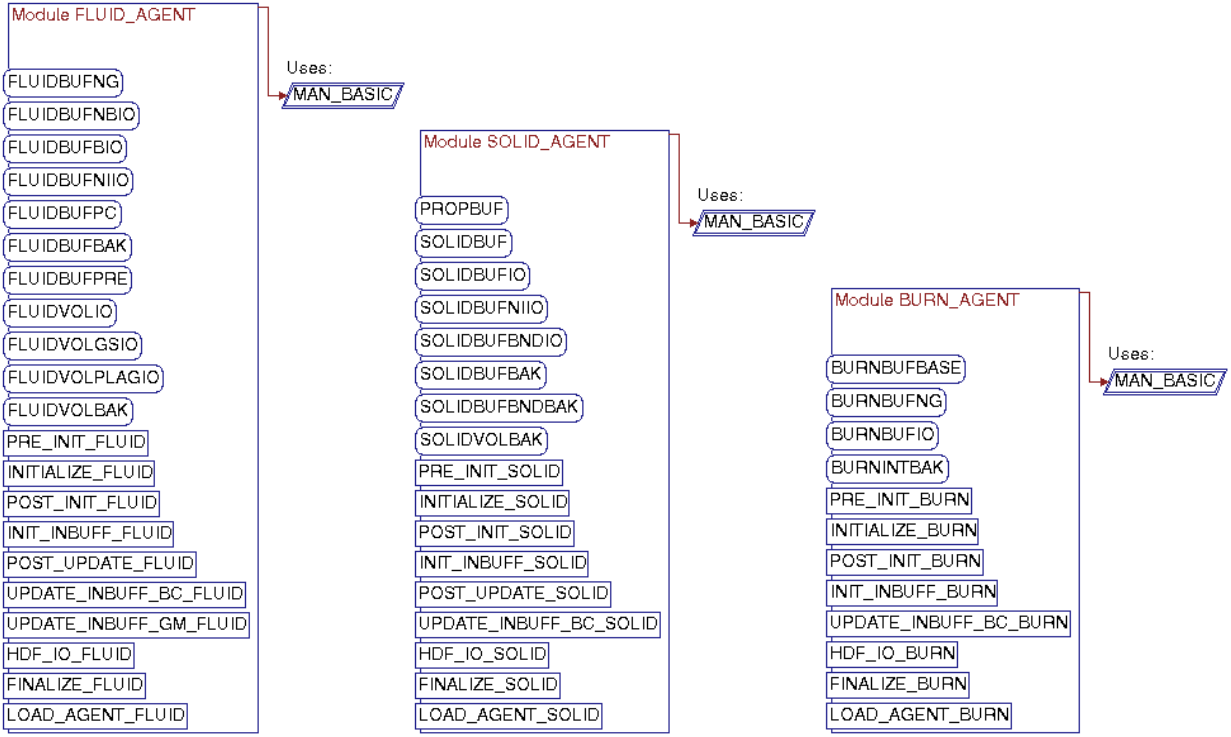 Module FLUID_AGENT
FLUIDBUFNG
FLUIDBUFNBIO
FLUIDBUFBIO
FLUIDBUFNIIO
FLUIDBUFPC
FLUIDBUFBAK
FLUIDBUFPRE
FLUIDVOLIO
FLUIDVOLGSIO
FLUIDVOLPLAGIO
FLUIDVOLBAK
PRE_INIT_FLUID
INITIALIZE_FLUID
POST_INIT_FLUID
INIT_INBUFF_FLUID
POST_UPDATE_FLUID
UPDATE_INBUFF_BC_FLUID
UPDATE_INBUFF_GM_FLUID
HDF_IO_FLUID
FINALIZE_FLUID
LOAD_AGENT_FLUID
Uses:
MAN_BASIC
Module SOLID_AGENT
PROPBUF
SOLIDBUF
SOLIDBUFIO
SOLIDBUFNIIO
SOLIDBUFBNDIO
SOLIDBUFBAK
SOLIDBUFBNDBAK
SOLIDVOLBAK
PRE_INIT_SOLID
INITIALIZE_SOLID
POST_INIT_SOLID
INIT_INBUFF_SOLID
POST_UPDATE_SOLID
UPDATE_INBUFF_BC_SOLID
HDF_IO_SOLID
FINALIZE_SOLID
LOAD_AGENT_SOLID
Uses:
MAN_BASIC
Module BURN_AGENT
BURNBUFBASE
BURNBUFNG
BURNBUFIO
BURNINTBAK
PRE_INIT_BURN
INITIALIZE_BURN
POST_INIT_BURN
INIT_INBUFF_BURN
UPDATE_INBUFF_BC_BURN
HDF_IO_BURN
FINALIZE_BURN
LOAD_AGENT_BURN
Uses:
MAN_BASIC